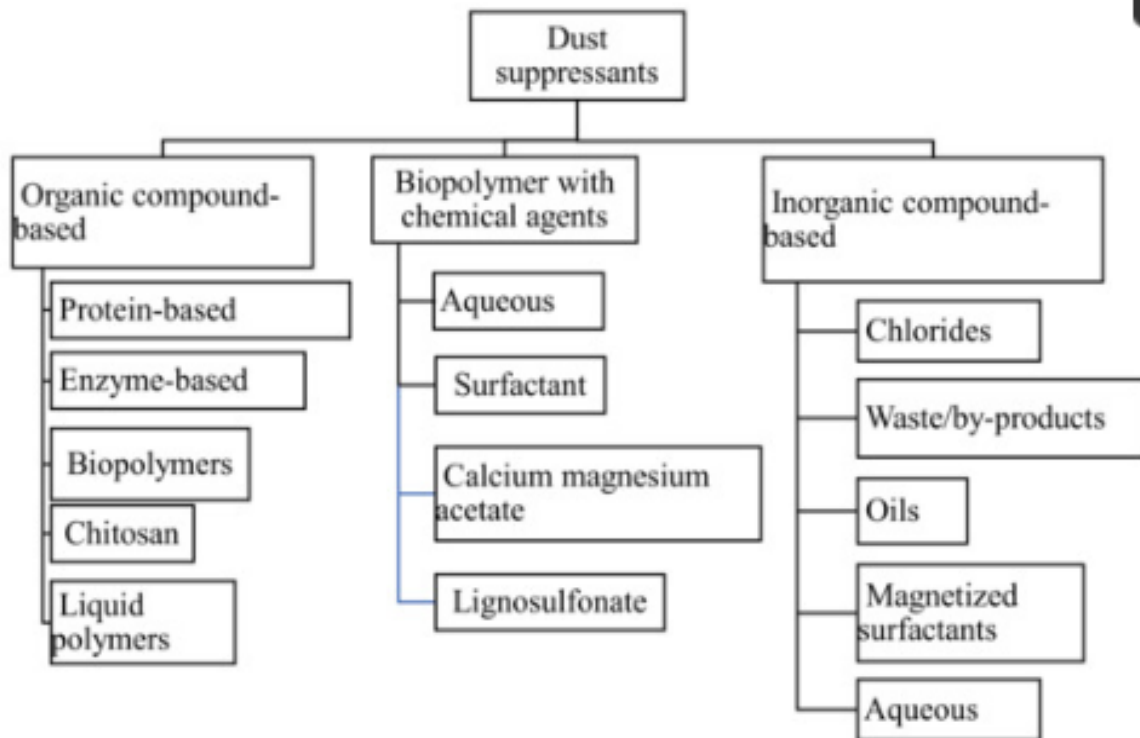 Dust
suppressants
Organic compound-
based
Protein-based
Enzyme-based
Biopolymers
Chitosan
Liquid
polymers
Biopolymer with
chemical agents
Aqueous
Surfactant
Calcium magnesium
acetate
Lignosulfonate
Inorganic compound-
based
Chlorides
Waste/by-products
Oils
Magnetized
surfactants
Aqueous